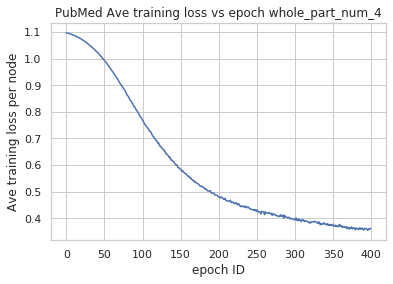 PubMed Ave training loss vs epoch whole_part_num_4
Ave training loss per node
1.1
1.0
0.9
0.8
0.7
0.6
0.5
0.4
0 50 100 150 200 250 300 350 400
epoch ID